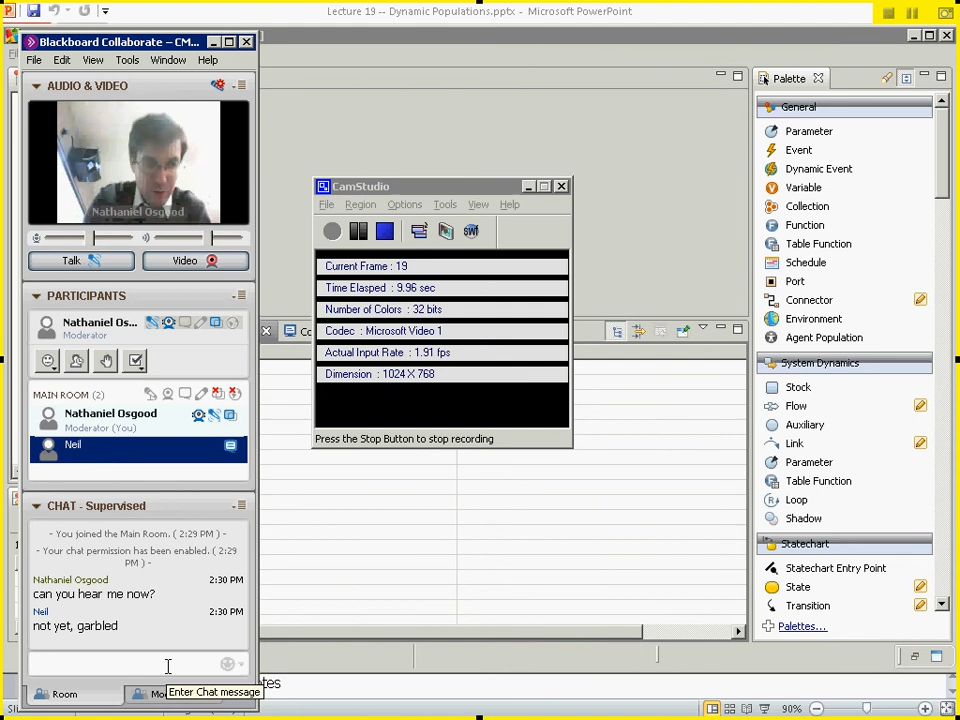 Lecture 19 -- Dynamic Populations.pptx - Microsoft PowerPoint
Blackboard Collaborate – CM...
File Edit View Tools Window Help
AUDIO & VIDEO
Nathaniel Osgood
Talk
Video
PARTICIPANTS
Nathaniel Os...
Moderator
MAIN ROOM (2)
Nathaniel Osgood
Moderator (You)
Neil
CHAT - Supervised
- You joined the Main Room. ( 2:29 PM ) -
- Your chat permission has been enabled. ( 2:29
PM ) -
Nathaniel Osgood 2:30 PM
can you hear me now?
Neil 2:30 PM
not yet, garbled
Enter Chat message
Room
CamStudio
File Region Options Tools View Help
SWF
Current Frame : 19
Time Elasped : 9.96 sec
Number of Colors : 32 bits
Codec : Microsoft Video 1
Actual Input Rate : 1.91 fps
Dimension : 1024 X 768
Press the Stop Button to stop recording
Palette
General
Parameter
Event
Dynamic Event
Variable
Collection
Function
Table Function
Schedule
Port
Connector
Environment
Agent Population
System Dynamics
Stock
Flow
Auxiliary
Link
Parameter
Table Function
Loop
Shadow
Statechart
Statechart Entry Point
State
Transition
Palettes...
90%